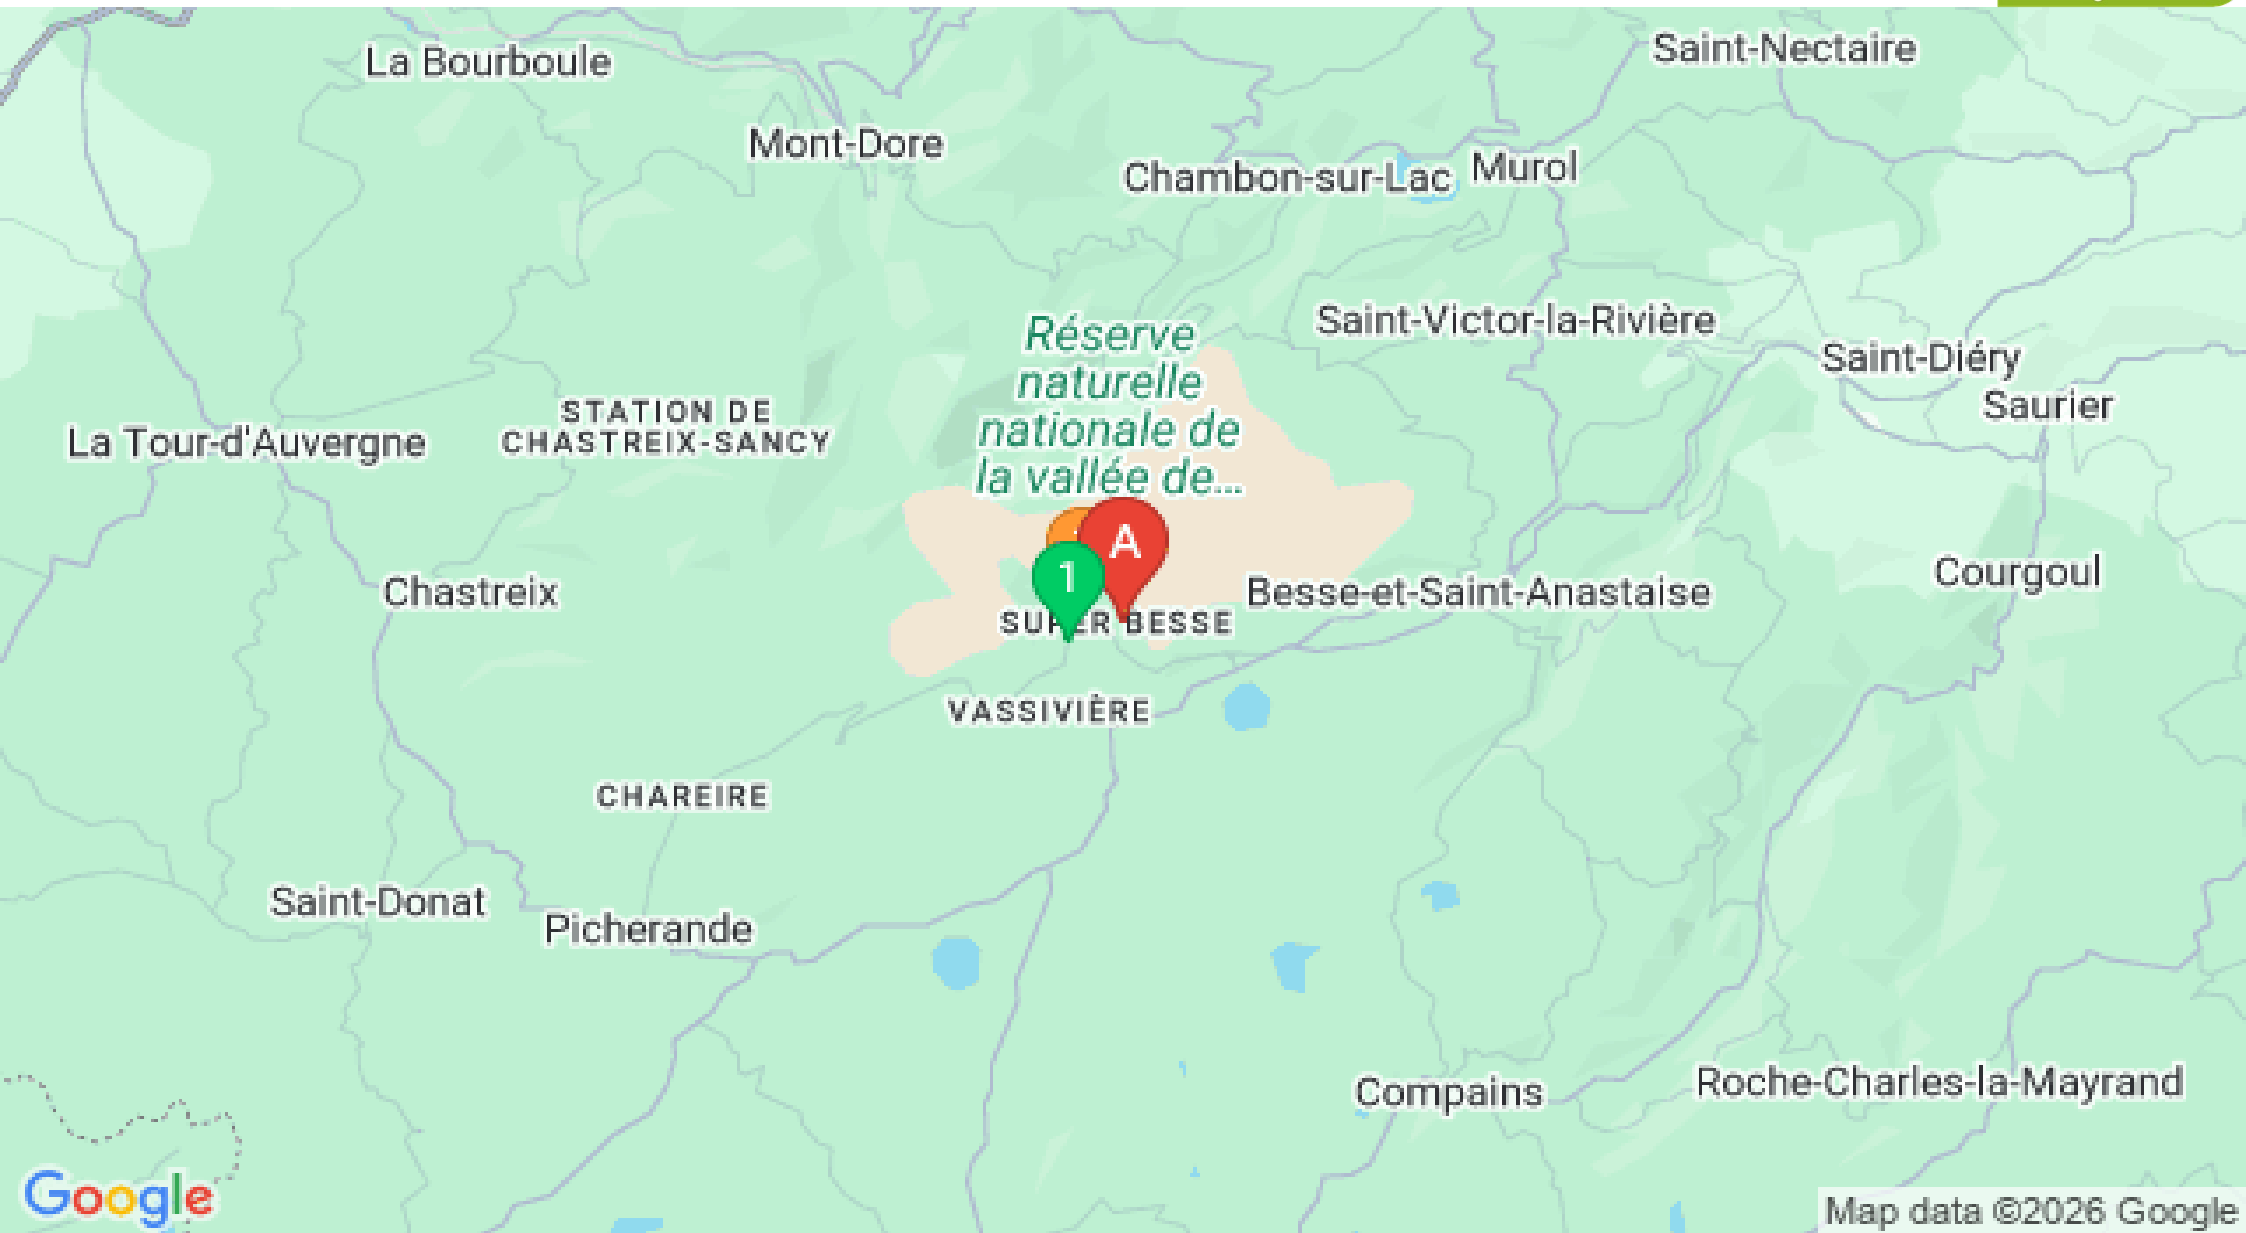 La Bourboule
Saint-Nectaire
Mont-Dore
Chambon-sur-Lac
Murol
Réserve
naturelle
nationale de
la vallée de...
Saint-Victor-la-Rivière
Saint-Diéry
Saurier
STATION DE
CHASTREIX-SANCY
La Tour-d'Auvergne
A
1
Chastreix
SUPER BESSE
Besse-et-Saint-Anastaise
Courgoul
VASSIVIÈRE
CHAREIRE
Saint-Donat
Picherande
Compains
Roche-Charles-la-Mayrand
Google
Map data ©2026 Google